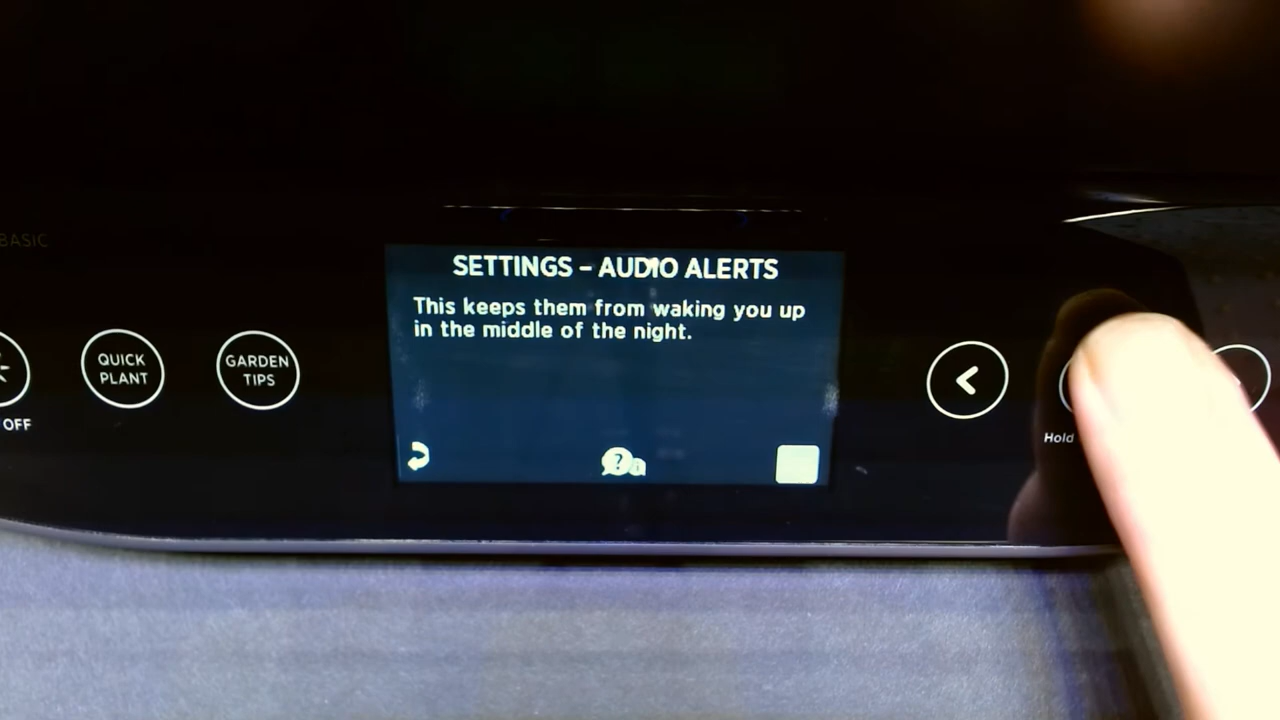 BASIC
SETTINGS – AUDIO ALERTS
This keeps them from waking you up
in the middle of the night.
QUICK
PLANT
GARDEN
TIPS
OFF
?
<
Hold